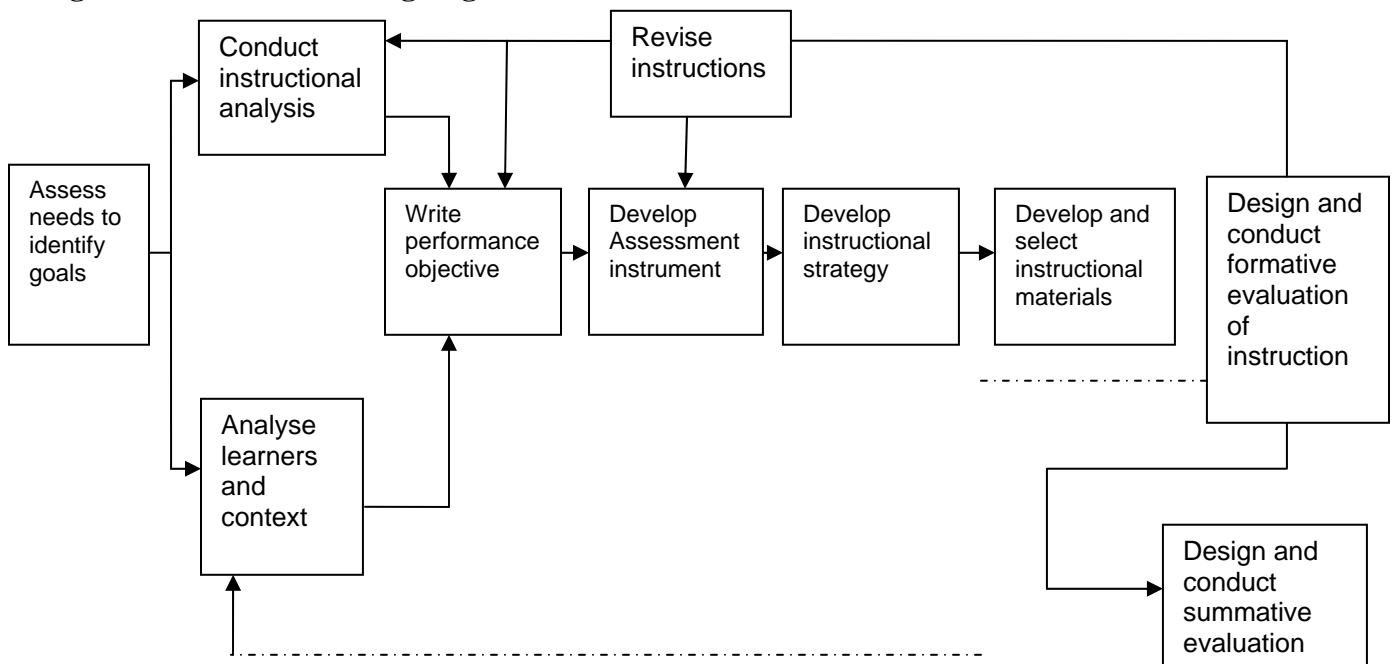 Conduct
instructional
analysis
Revise
instructions
Assess
needs to
identify
goals
Write
performance
objective
Develop
Assessment
instrument
Develop
instructional
strategy
Develop and
select
instructional
materials
Design and
conduct
formative
evaluation
of
instruction
Analyse
learners
and
context
Design and
conduct
summative
evaluation